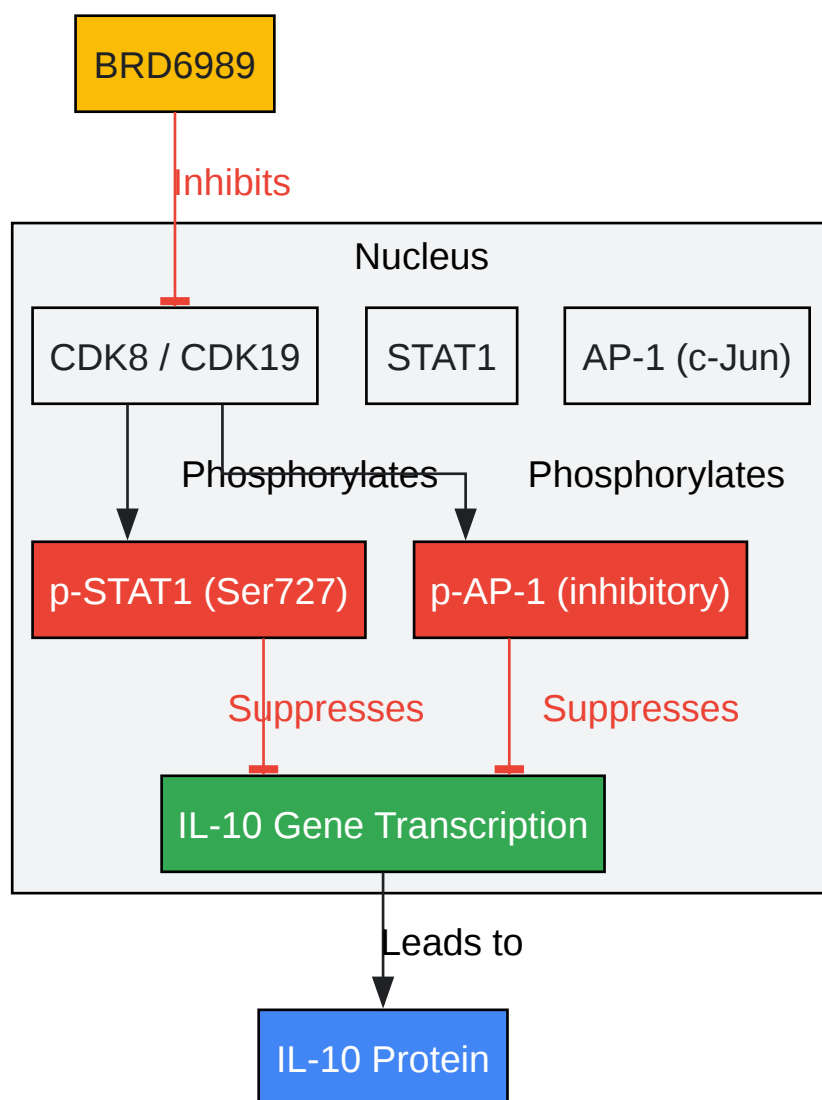 BRD6989
Inhibits
Nucleus
CDK8 / CDK19
STAT1
AP-1 (c-Jun)
Phosphorylates
Phosphorylates
p-STAT1 (Ser727)
p-AP-1 (inhibitory)
Suppresses
Suppresses
IL-10 Gene Transcription
Leads to
IL-10 Protein